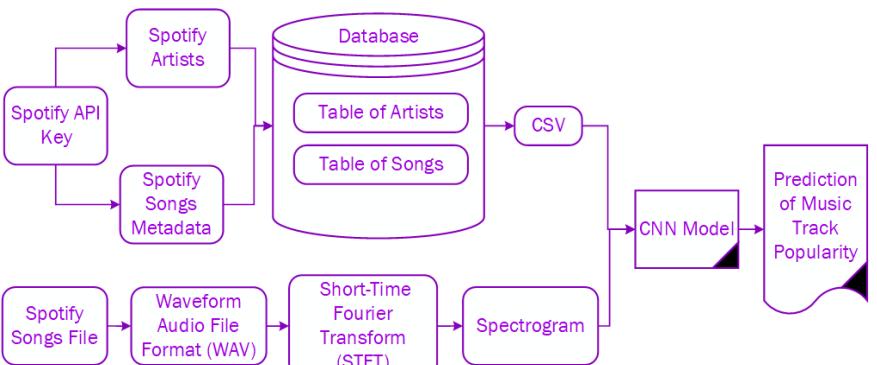 Spotify API
Key
Spotify
Artists
Spotify
Songs
Metadata
Database
Table of Artists
Table of Songs
CSV
CNN Model
Prediction
of Music
Track
Popularity
Spotify
Songs File
Waveform
Audio File
Format (WAV)
Short-Time
Fourier
Transform
(STFT)
Spectrogram